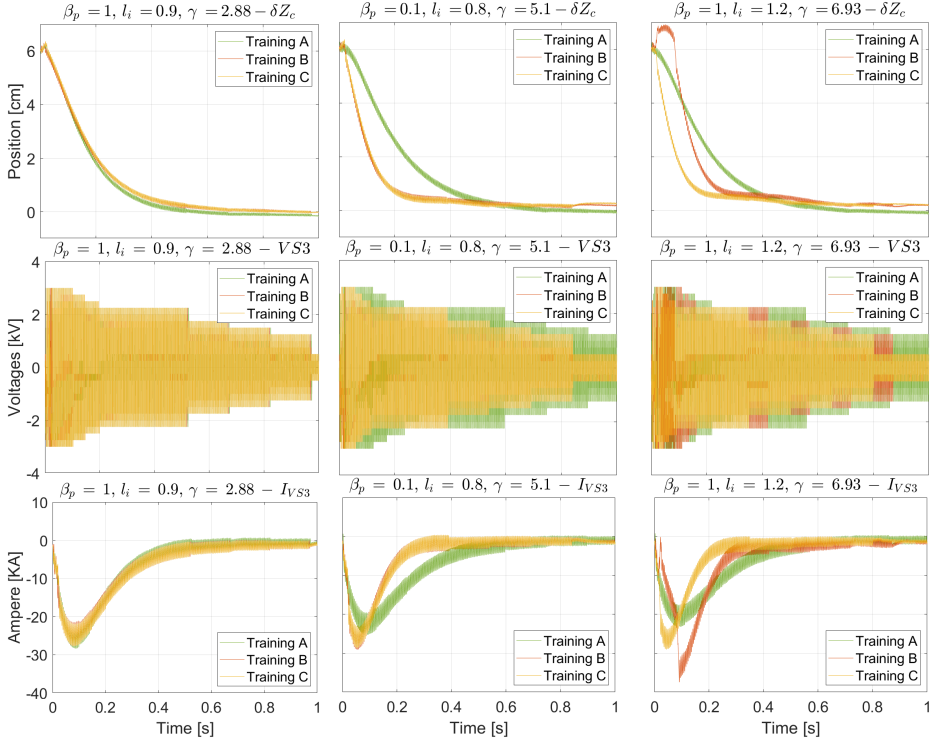 β_p = 1, l_i = 0.9, γ = 2.88 − δZ_c
β_p = 0.1, l_i = 0.8, γ = 5.1 − δZ_c
β_p = 1, l_i = 1.2, γ = 6.93 − δZ_c
Position [cm]
6
4
2
0
Training A
Training B
Training C
Training A
Training B
Training C
Training A
Training B
Training C
β_p = 1, l_i = 0.9, γ = 2.88 − VS3
β_p = 0.1, l_i = 0.8, γ = 5.1 − VS3
β_p = 1, l_i = 1.2, γ = 6.93 − VS3
Voltages [kV]
4
2
0
-2
-4
Training A
Training B
Training C
Training A
Training B
Training C
Training A
Training B
Training C
β_p = 1, l_i = 0.9, γ = 2.88 − I_{VS3}
β_p = 0.1, l_i = 0.8, γ = 5.1 − I_{VS3}
β_p = 1, l_i = 1.2, γ = 6.93 − I_{VS3}
Ampere [KA]
10
0
-10
-20
-30
-40
Training A
Training B
Training C
Training A
Training B
Training C
Training A
Training B
Training C
0 0.2 0.4 0.6 0.8 1
0 0.2 0.4 0.6 0.8 1
0 0.2 0.4 0.6 0.8 1
Time [s]
Time [s]
Time [s]